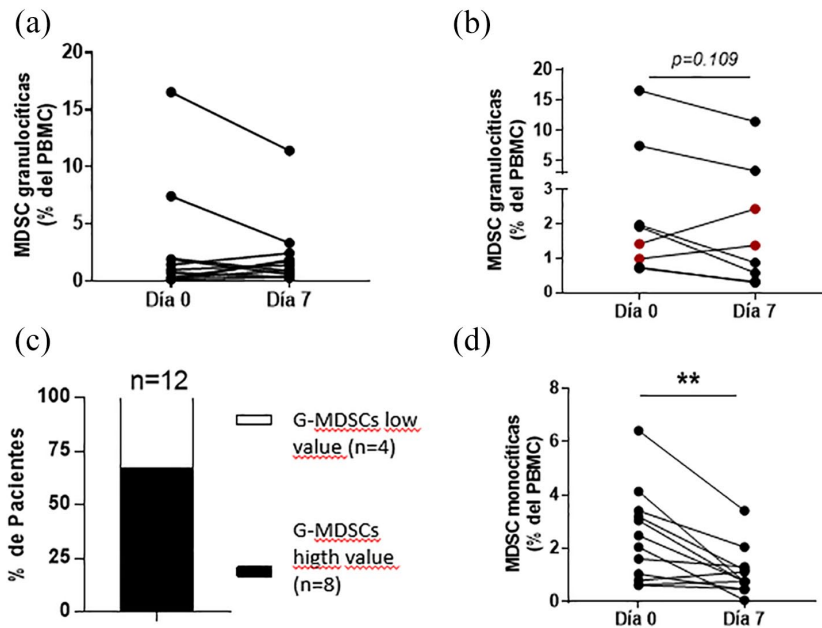 (a)
MDSC granulocíticas
(% del PBMC)
20
15
10
5
0
Día 0
Día 7
(b)
p=0.109
MDSC granulocíticas
(% del PBMC)
20
15
10
5
3
2
1
0
Día 0
Día 7
(c)
n=12
% de Pacientes
100
75
50
25
0
G-MDSCs low
value (n=4)
G-MDSCs
higth value
(n=8)
(d)
**
MDSC monocíticas
(% del PBMC)
8
6
4
2
0
Día 0
Día 7